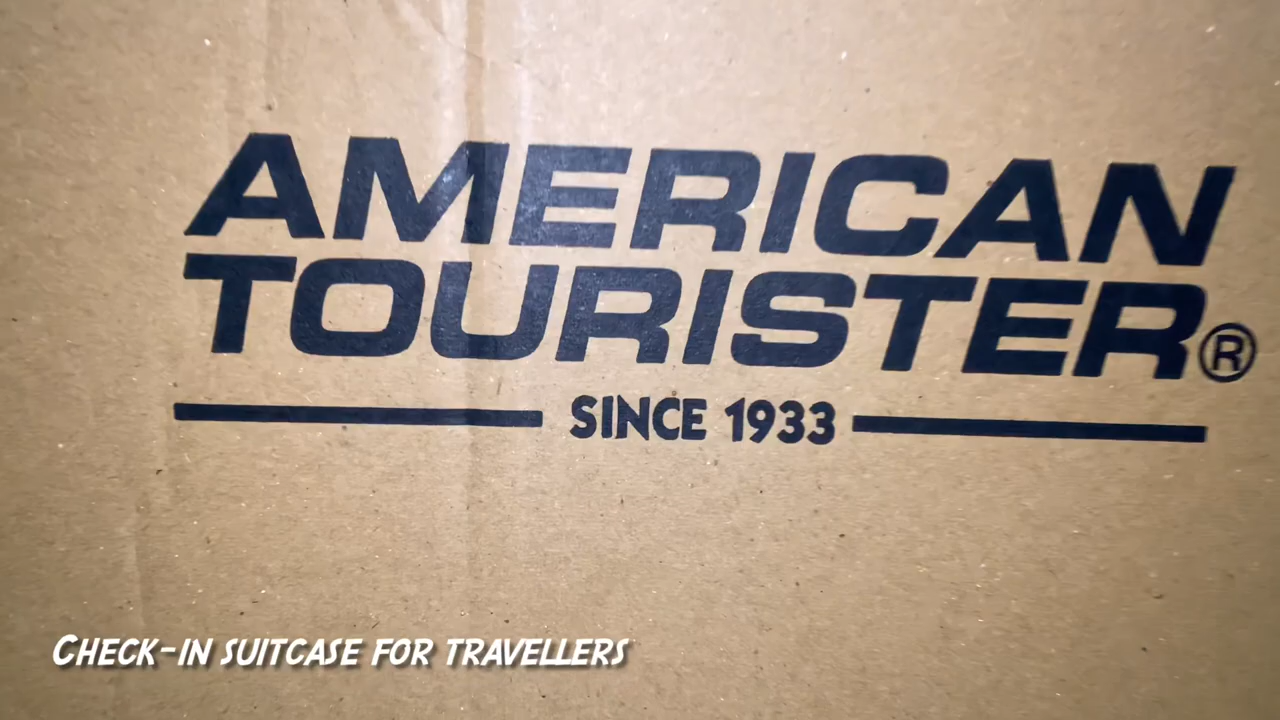 AMERICAN
TOURISTER®
SINCE 1933
CHECK-IN SUITCASE FOR TRAVELLERS